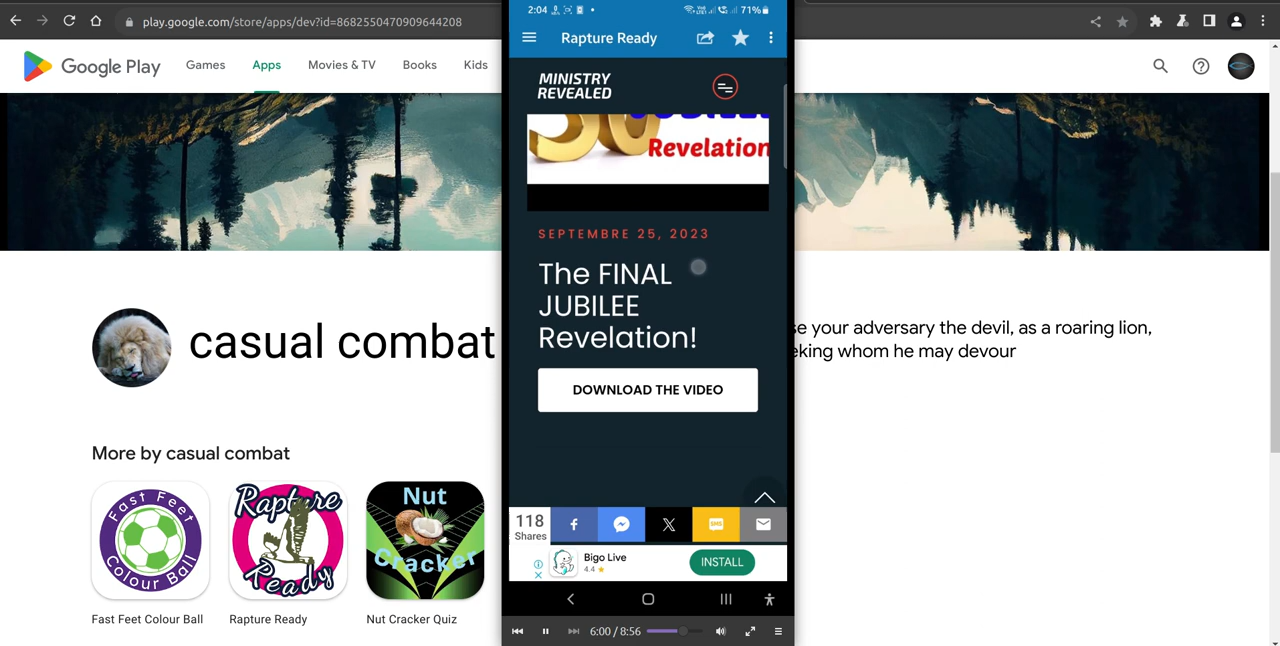 play.google.com/store/apps/dev?id=8682550470909644208
Google Play
Games
Apps
Movies & TV
Books
Kids
casual combat
se your adversary the devil, as a roaring lion,
eking whom he may devour
More by casual combat
Fast Feet
Colour Ball
Rapture
Ready
Nut
Cracker
Fast Feet Colour Ball
Rapture Ready
Nut Cracker Quiz
2:04
71%
Rapture Ready
MINISTRY
REVEALED
50
JUBILEE
Revelation
SEPTEMBRE 25, 2023
The FINAL
JUBILEE
Revelation!
DOWNLOAD THE VIDEO
118
Shares
Bigo Live
4.4 ★
INSTALL
6:00 / 8:56